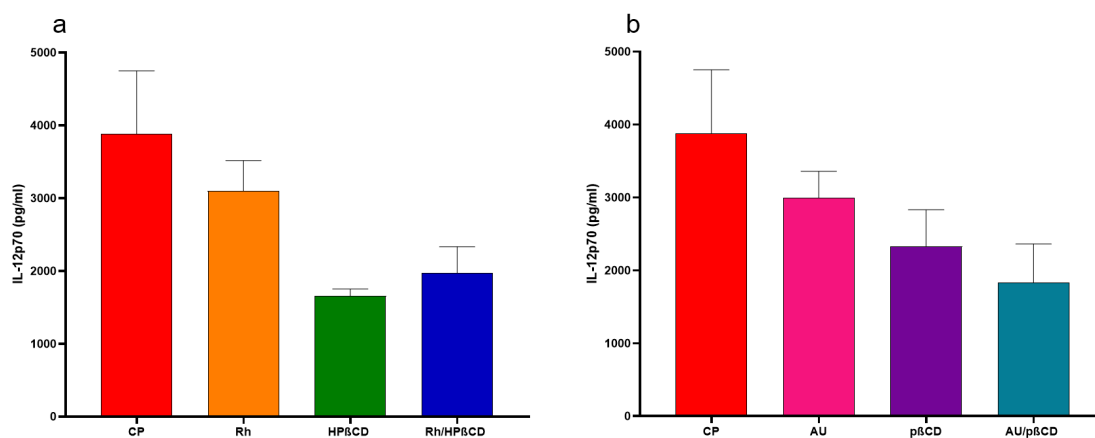 a
IL-12p70 (pg/ml)
5000
4000
3000
2000
1000
0
CP Rh HPßCD Rh/HPßCD
b
IL-12p70 (pg/ml)
5000
4000
3000
2000
1000
0
CP AU pßCD AU/pßCD